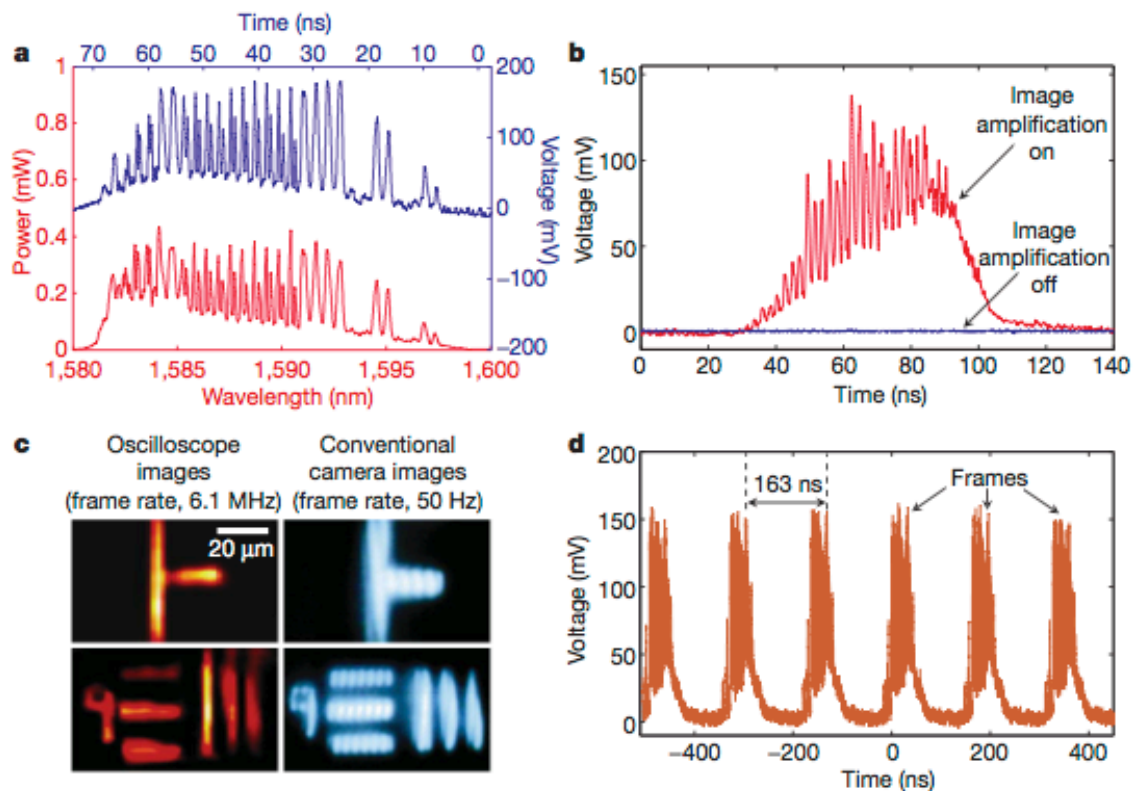 a
Time (ns)
70 60 50 40 30 20 10 0
1 0.8 0.6 0.4 0.2 0
Power (mW)
200 100 0 −100 −200
Voltage (mV)
1,580 1,585 1,590 1,595 1,600
Wavelength (nm)
b
150 100 50 0
Voltage (mV)
Image
amplification
on
Image
amplification
off
0 20 40 60 80 100 120 140
Time (ns)
c
Oscilloscope
images
(frame rate, 6.1 MHz)
Conventional
camera images
(frame rate, 50 Hz)
20 μm
d
200 150 100 50 0
Voltage (mV)
163 ns
Frames
−400 −200 0 200 400
Time (ns)